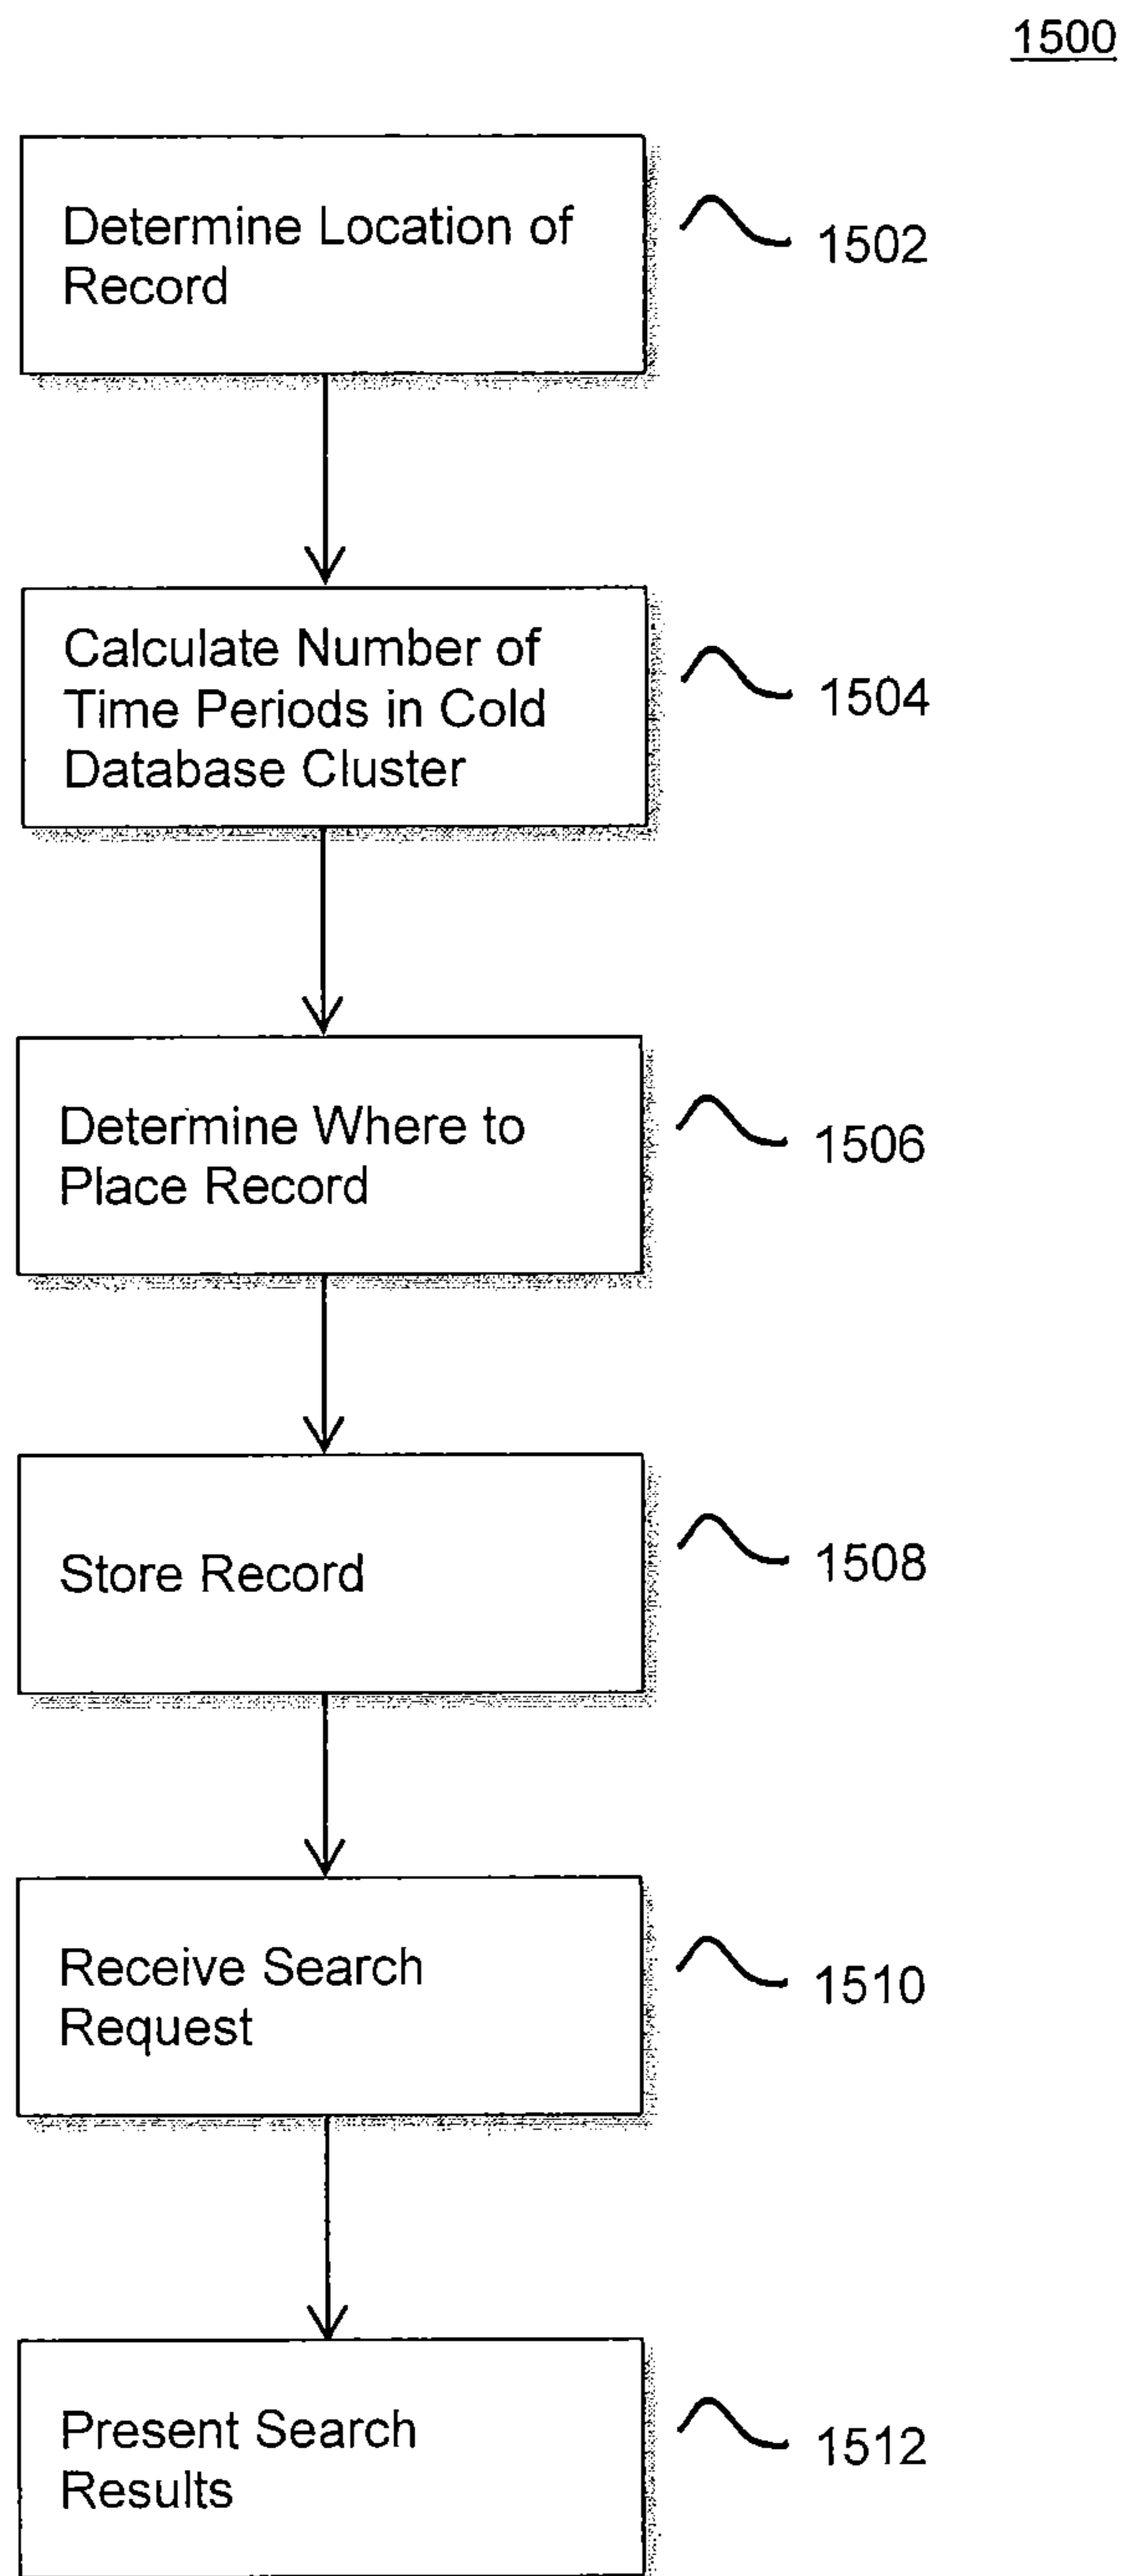 1500
Determine Location of
Record
1502
Calculate Number of
Time Periods in Cold
Database Cluster
1504
Determine Where to
Place Record
1506
Store Record
1508
Receive Search
Request
1510
Present Search
Results
1512